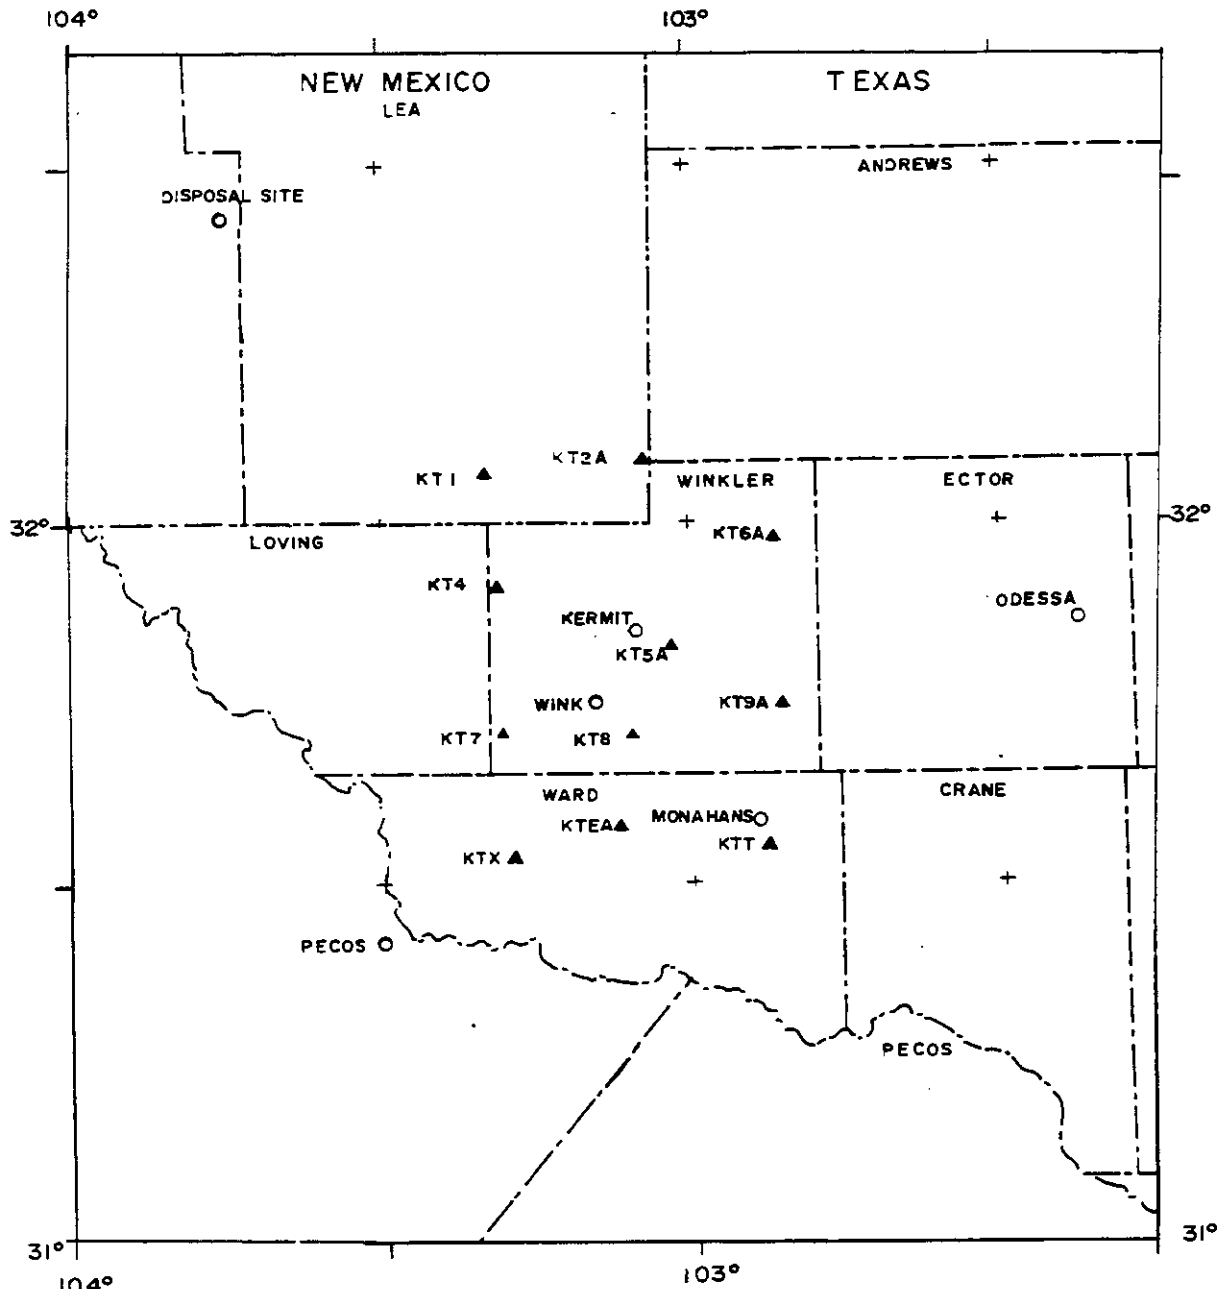 104° 103°
NEW MEXICO TEXAS
LEA
ANDREWS
DISPOSAL SITE
KT2A
KT1 WINKLER ECTOR
32° 32°
KT6A
LOVING
KT4
ODESSA
KERMIT
KT5A
WINK KT9A
KT7 KT8
WARD CRANE
MONAHANS
KTEA
KTT
KTX
PECOS
PECOS
31° 31°
104° 103°